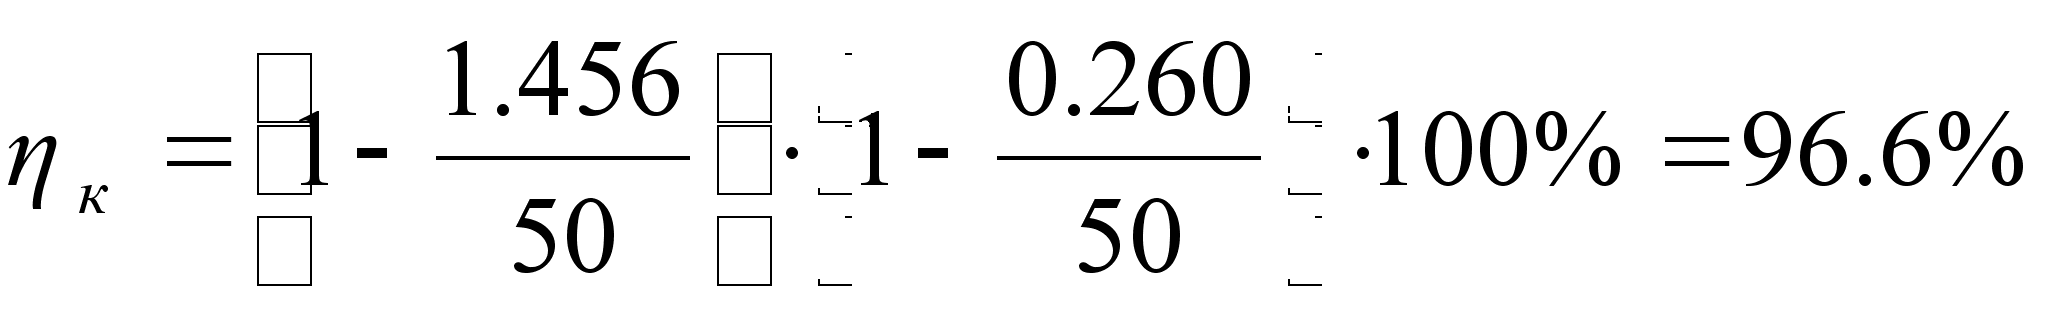 η к = (1 - 1.456/50) · (1 - 0.260/50) · 100% = 96.6%